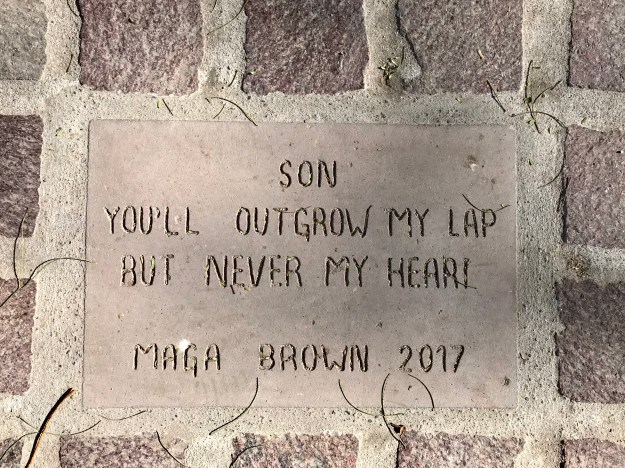 SON
YOU'LL OUTGROW MY LAP
BUT NEVER MY HEART
MAGA BROWN 2017